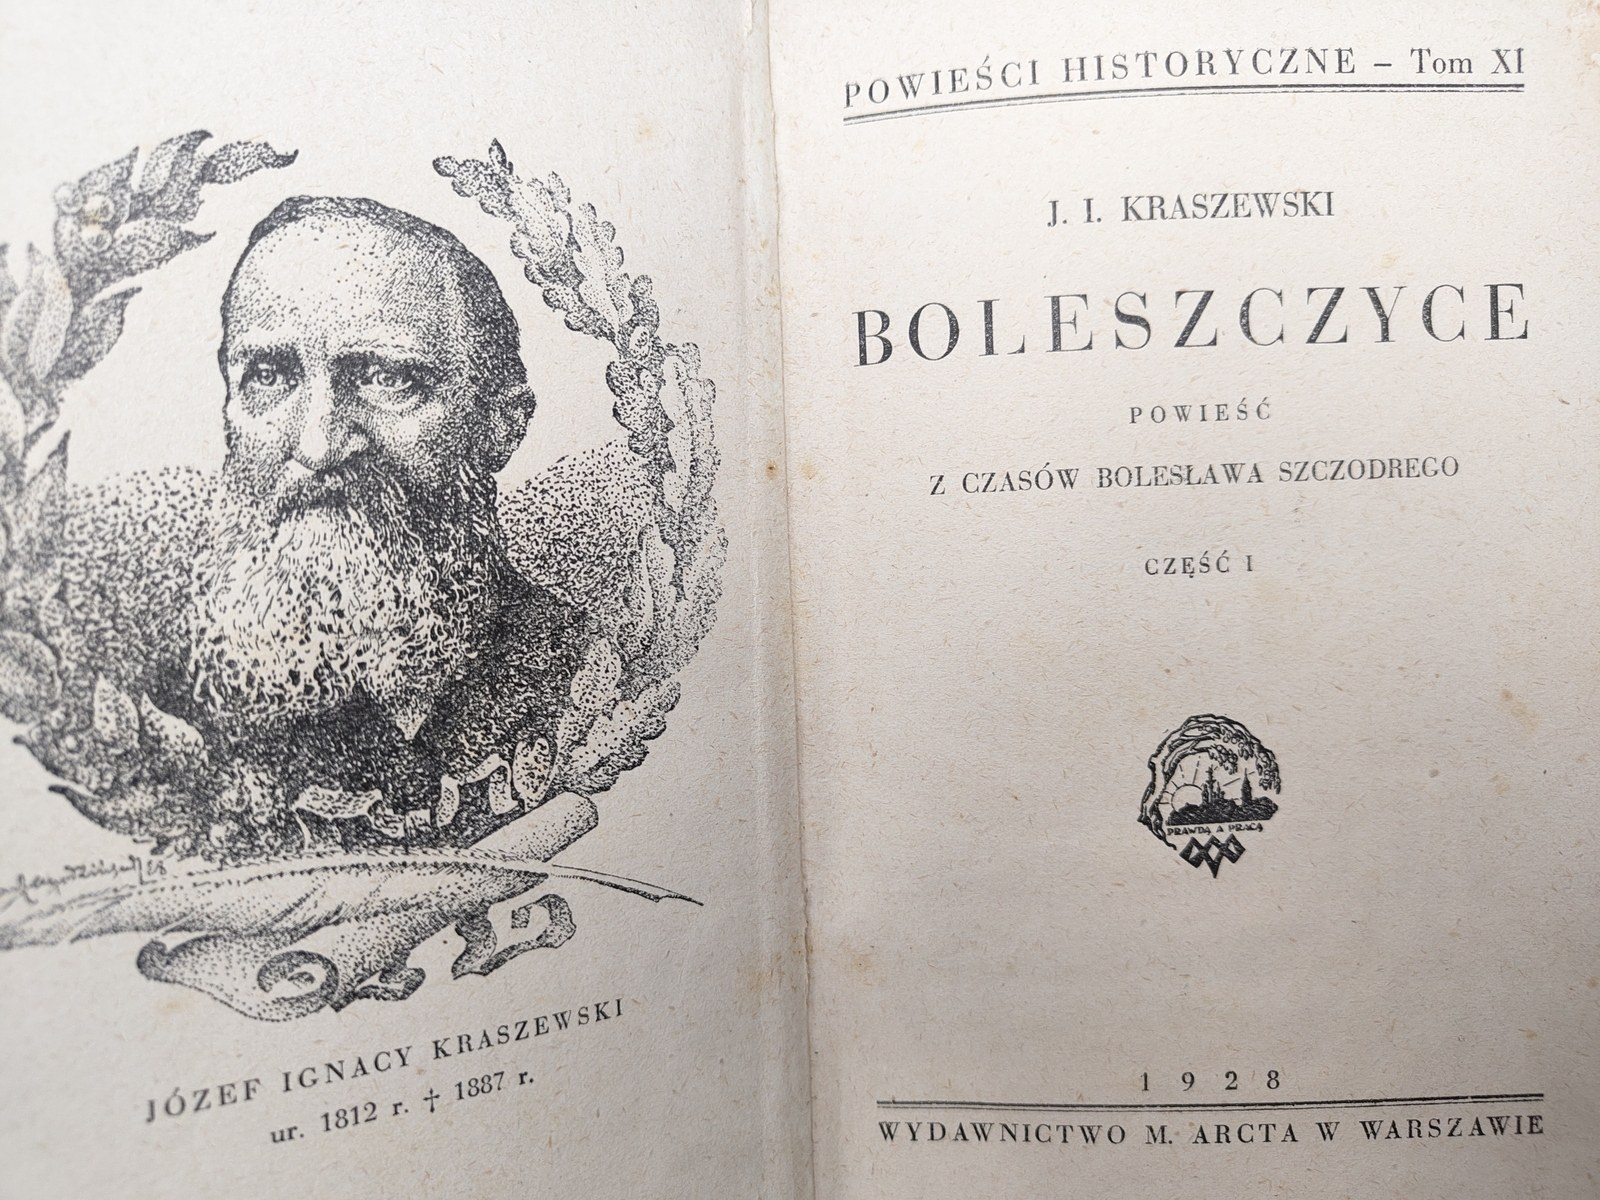 JÓZEF IGNACY KRASZEWSKI
ur. 1812 r. † 1887 r.
POWIEŚCI HISTORYCZNE – Tom XI
J. I. KRASZEWSKI
BOLESZCZYCE
POWIEŚĆ
Z CZASÓW BOLESŁAWA SZCZODREGO
CZĘŚĆ I
PRAWDĄ A PRACĄ
1928
WYDAWNICTWO M. ARCTA W WARSZAWIE